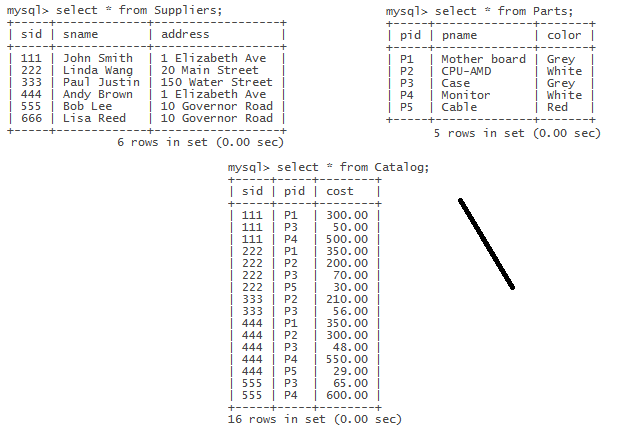 mysql> select * from Suppliers;
+-----+-------------+------------------+
| sid | sname       | address          |
+-----+-------------+------------------+
| 111 | John Smith  | 1 Elizabeth Ave  |
| 222 | Linda Wang  | 20 Main Street   |
| 333 | Paul Justin | 150 Water Street |
| 444 | Andy Brown  | 1 Elizabeth Ave  |
| 555 | Bob Lee     | 10 Governor Road |
| 666 | Lisa Reed   | 10 Governor Road |
+-----+-------------+------------------+
6 rows in set (0.00 sec)
mysql> select * from Parts;
+-----+--------------+-------+
| pid | pname        | color |
+-----+--------------+-------+
| P1  | Mother board | Grey  |
| P2  | CPU-AMD      | White |
| P3  | Case         | Grey  |
| P4  | Monitor      | White |
| P5  | Cable        | Red   |
+-----+--------------+-------+
5 rows in set (0.00 sec)
mysql> select * from Catalog;
+-----+-----+--------+
| sid | pid | cost   |
+-----+-----+--------+
| 111 | P1  | 300.00 |
| 111 | P3  |  50.00 |
| 111 | P4  | 500.00 |
| 222 | P1  | 350.00 |
| 222 | P2  | 200.00 |
| 222 | P3  |  70.00 |
| 222 | P5  |  30.00 |
| 333 | P2  | 210.00 |
| 333 | P3  |  56.00 |
| 444 | P1  | 350.00 |
| 444 | P2  | 300.00 |
| 444 | P3  |  48.00 |
| 444 | P4  | 550.00 |
| 444 | P5  |  29.00 |
| 555 | P3  |  65.00 |
| 555 | P4  | 600.00 |
+-----+-----+--------+
16 rows in set (0.00 sec)